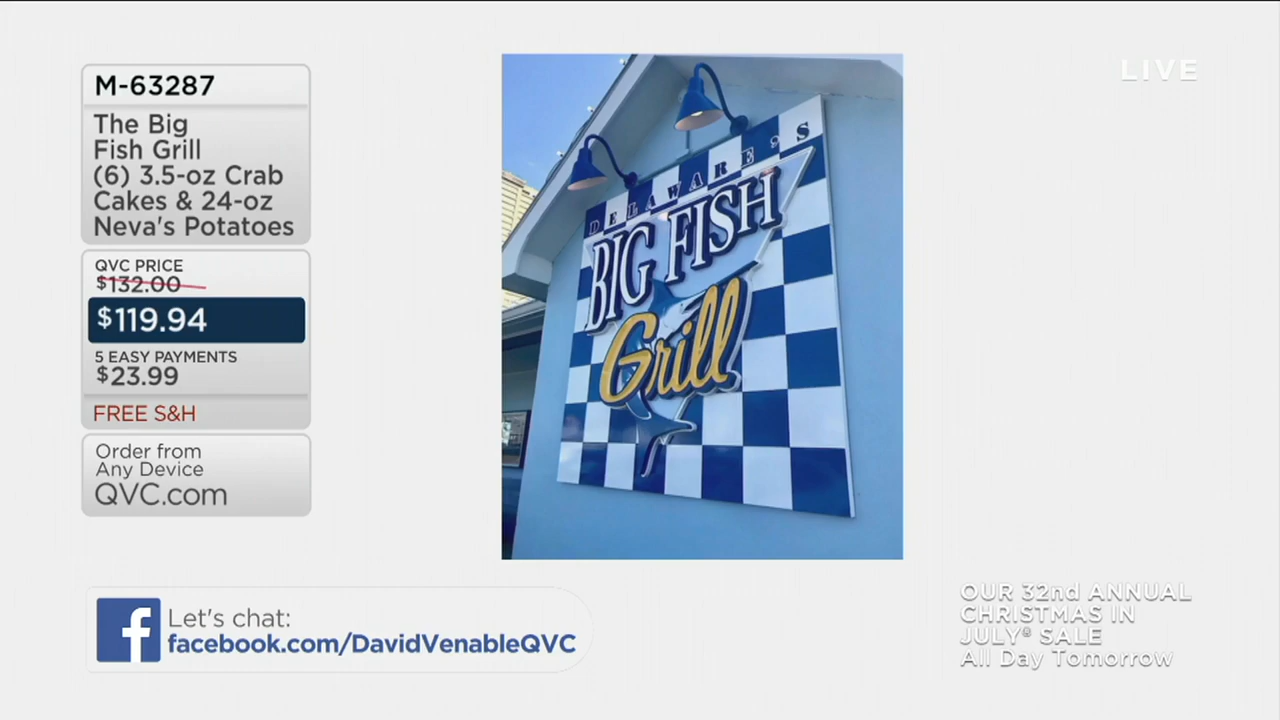 M-63287
The Big
Fish Grill
(6) 3.5-oz Crab
Cakes & 24-oz
Neva's Potatoes
QVC PRICE
$132.00
$119.94
5 EASY PAYMENTS
$23.99
FREE S&H
Order from
Any Device
QVC.com
DELAWARE'S
BIG FISH
Grill
LIVE
f Let's chat:
facebook.com/DavidVenableQVC
OUR 32nd ANNUAL
CHRISTMAS IN
JULY® SALE
All Day Tomorrow